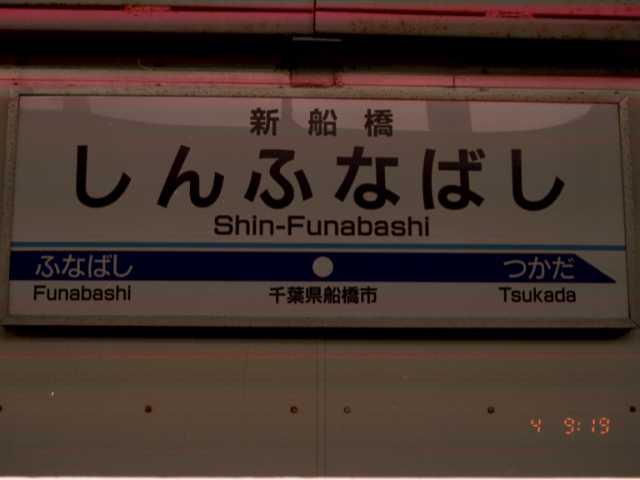 新船橋
しんふなばし
Shin-Funabashi
ふなばし つかだ
Funabashi 千葉県船橋市 Tsukada
4 9:19